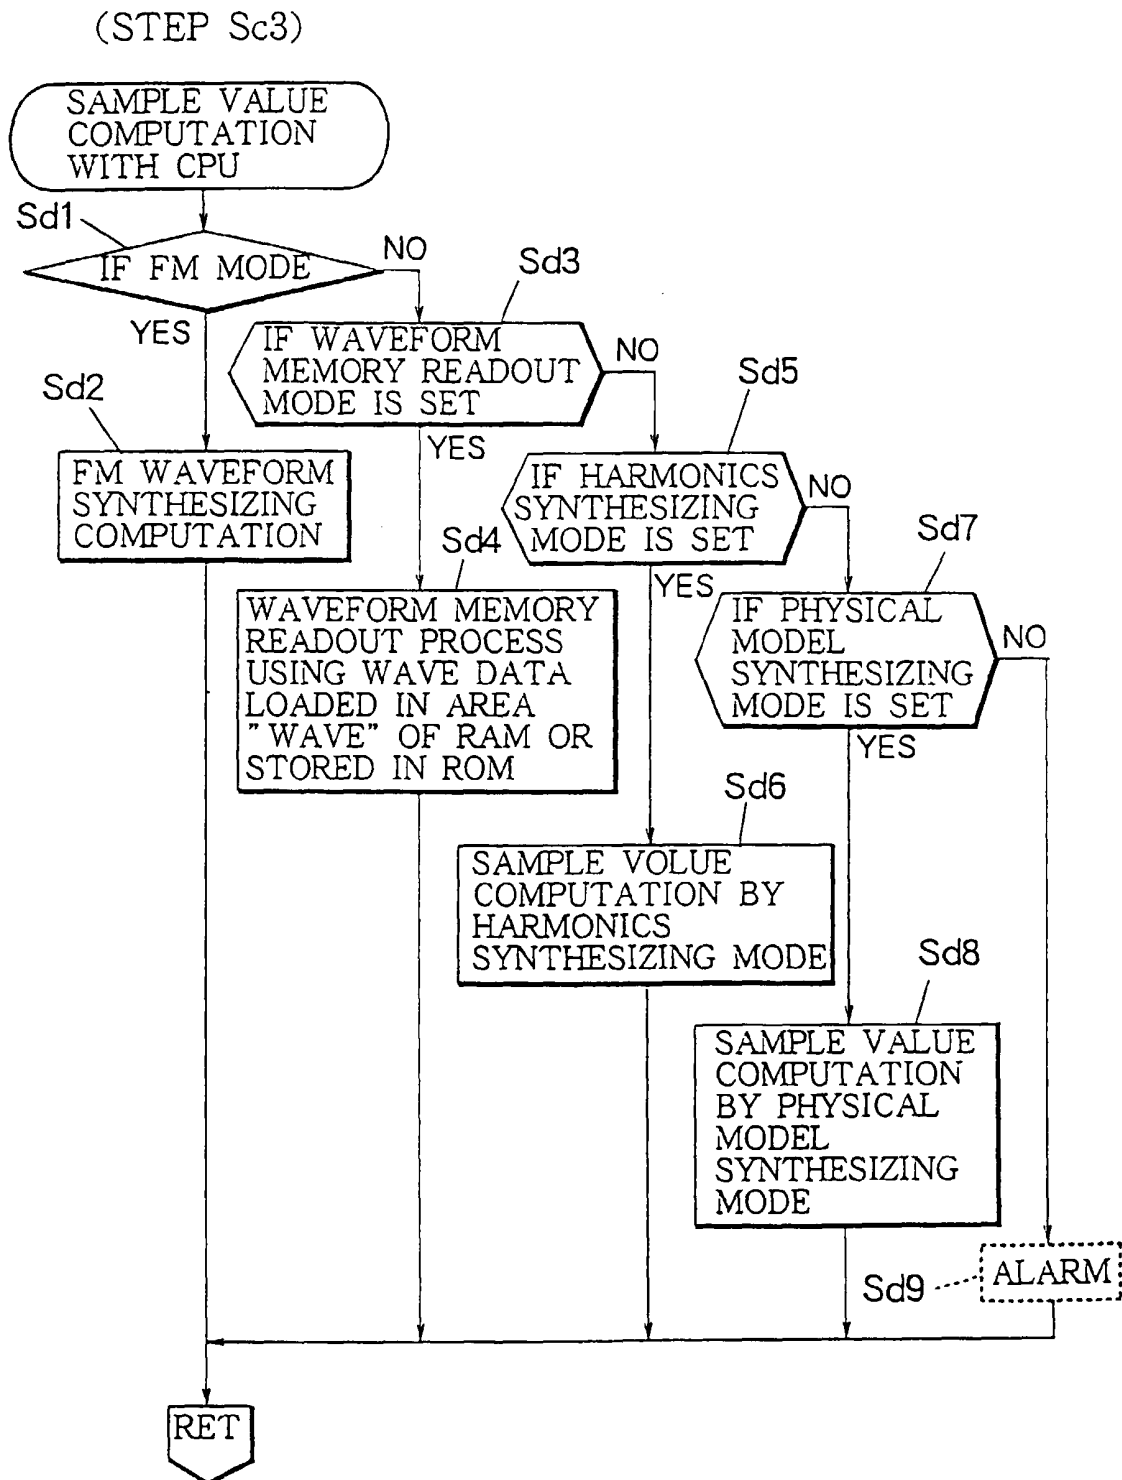 (STEP Sc3)
SAMPLE VALUE
COMPUTATION
WITH CPU
Sd1
IF FM MODE
NO
YES
Sd3
IF WAVEFORM
MEMORY READOUT
MODE IS SET
NO
YES
Sd2
FM WAVEFORM
SYNTHESIZING
COMPUTATION
Sd5
IF HARMONICS
SYNTHESIZING
MODE IS SET
NO
YES
Sd4
WAVEFORM MEMORY
READOUT PROCESS
USING WAVE DATA
LOADED IN AREA
"WAVE" OF RAM OR
STORED IN ROM
Sd7
IF PHYSICAL
MODEL
SYNTHESIZING
MODE IS SET
NO
YES
Sd6
SAMPLE VOLUE
COMPUTATION BY
HARMONICS
SYNTHESIZING MODE
Sd8
SAMPLE VALUE
COMPUTATION
BY PHYSICAL
MODEL
SYNTHESIZING
MODE
Sd9
ALARM
RET